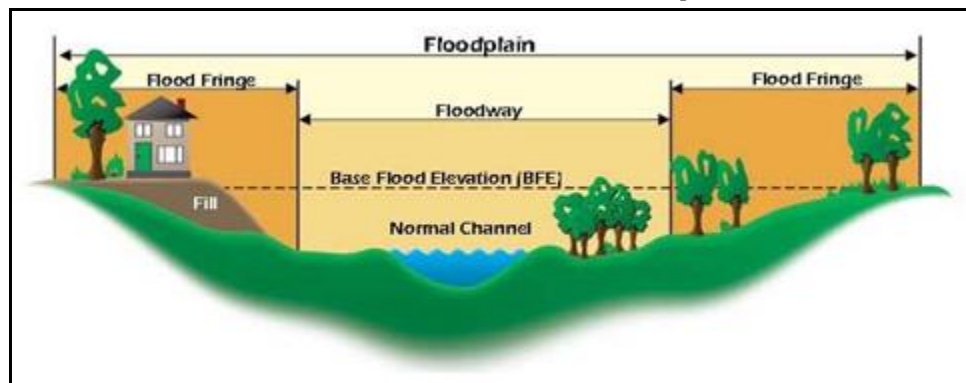 Floodplain
Flood Fringe
Flood Fringe
Floodway
Base Flood Elevation (BFE)
Fill
Normal Channel